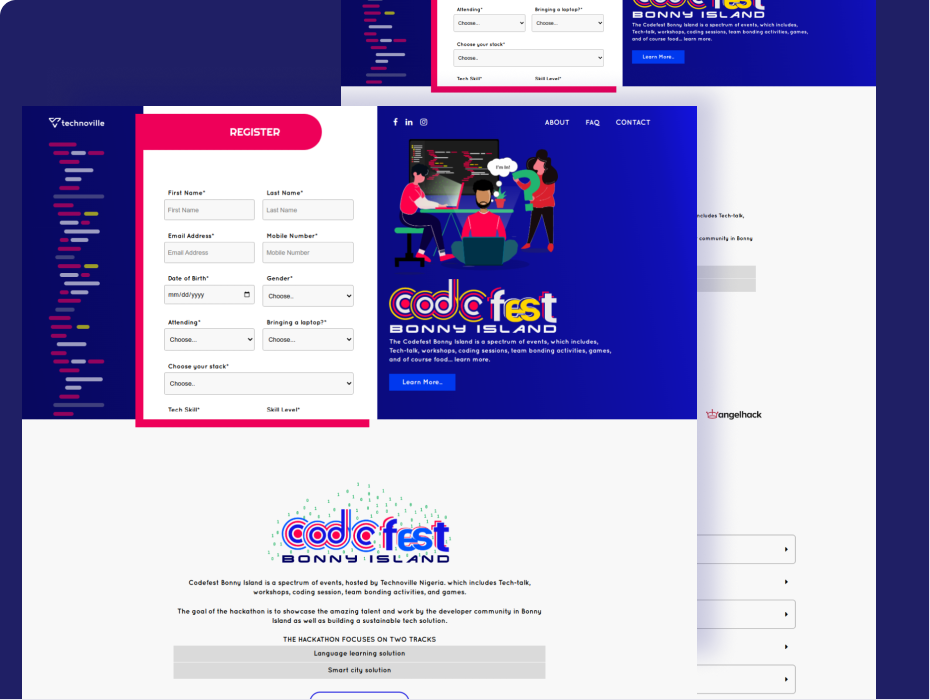 Attending*
Bringing a laptop?*
Choose...
Choose...
Choose your stack*
Choose..
Tech Skill*
Skill Level*
codefest
BONNY ISLAND
The Codefest Bonny Island is a spectrum of events, which includes,
Tech-talk, workshops, coding sessions, team bonding activities, games,
and of course food... learn more.
Learn More..
technoville
REGISTER
First Name*
Last Name*
First Name
Last Name
Email Address*
Mobile Number*
Email Address
Mobile Number
Date of Birth*
Gender*
mm/dd/yyyy
Choose..
Attending*
Bringing a laptop?*
Choose...
Choose...
Choose your stack*
Choose..
Tech Skill*
Skill Level*
ABOUT
FAQ
CONTACT
codefest
BONNY ISLAND
The Codefest Bonny Island is a spectrum of events, which includes,
Tech-talk, workshops, coding sessions, team bonding activities, games,
and of course food... learn more.
Learn More..
ncludes Tech-talk,
community in Bonny
angelhack
codefest
BONNY ISLAND
Codefest Bonny Island is a spectrum of events, hosted by Technoville Nigeria. which includes Tech-talk,
workshops, coding session, team bonding activities, and games.
The goal of the hackathon is to showcase the amazing talent and work by the developer community in Bonny
Island as well as building a sustainable tech solution.
THE HACKATHON FOCUSES ON TWO TRACKS
Language learning solution
Smart city solution